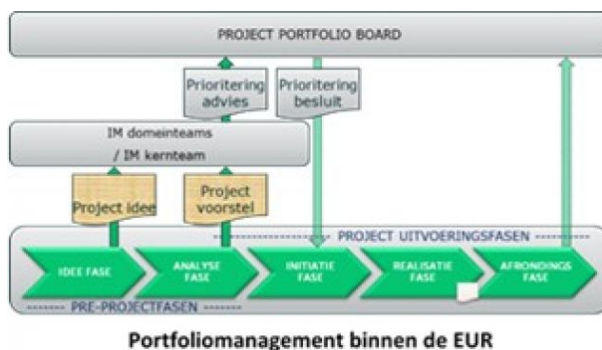 PROJECT PORTFOLIO BOARD
Prioritering
advies
Prioritering
besluit
IM domeinteams
/ IM kernteam
Project idee
Project
voorstel
PROJECT UITVOERINGSFASEN
IDEE FASE
ANALYSE
FASE
INITIATIE
FASE
REALISATIE
FASE
AFRONDINGS
FASE
PRE-PROJECTFASEN
Portfoliomanagement binnen de EUR